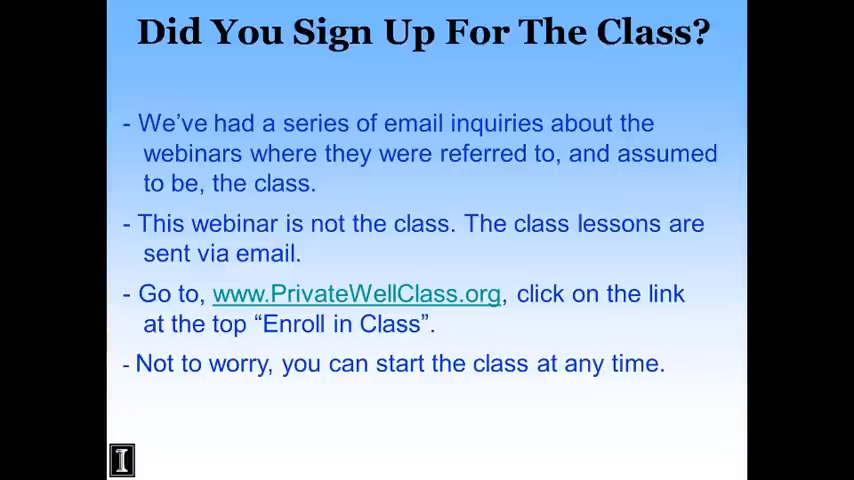 Did You Sign Up For The Class?
- We've had a series of email inquiries about the
webinars where they were referred to, and assumed
to be, the class.
- This webinar is not the class. The class lessons are
sent via email.
- Go to, www.PrivateWellClass.org, click on the link
at the top “Enroll in Class”.
- Not to worry, you can start the class at any time.
I